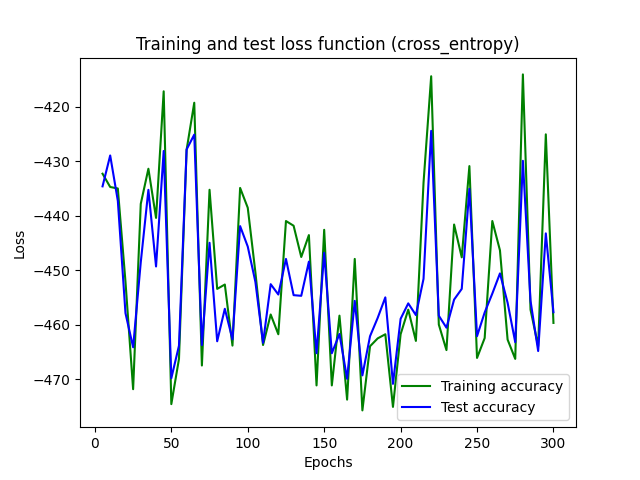 Training and test loss function (cross_entropy)
Loss
−420
−430
−440
−450
−460
−470
0 50 100 150 200 250 300
Epochs
Training accuracy
Test accuracy